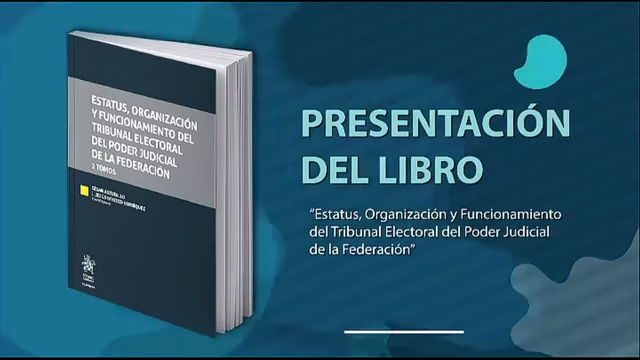 ESTATUS, ORGANIZACIÓN
Y FUNCIONAMIENTO DEL
TRIBUNAL ELECTORAL
DEL PODER JUDICIAL
DE LA FEDERACIÓN
2 TOMOS
PRESENTACIÓN
DEL LIBRO
“Estatus, Organización y Funcionamiento
del Tribunal Electoral del Poder Judicial
de la Federación”